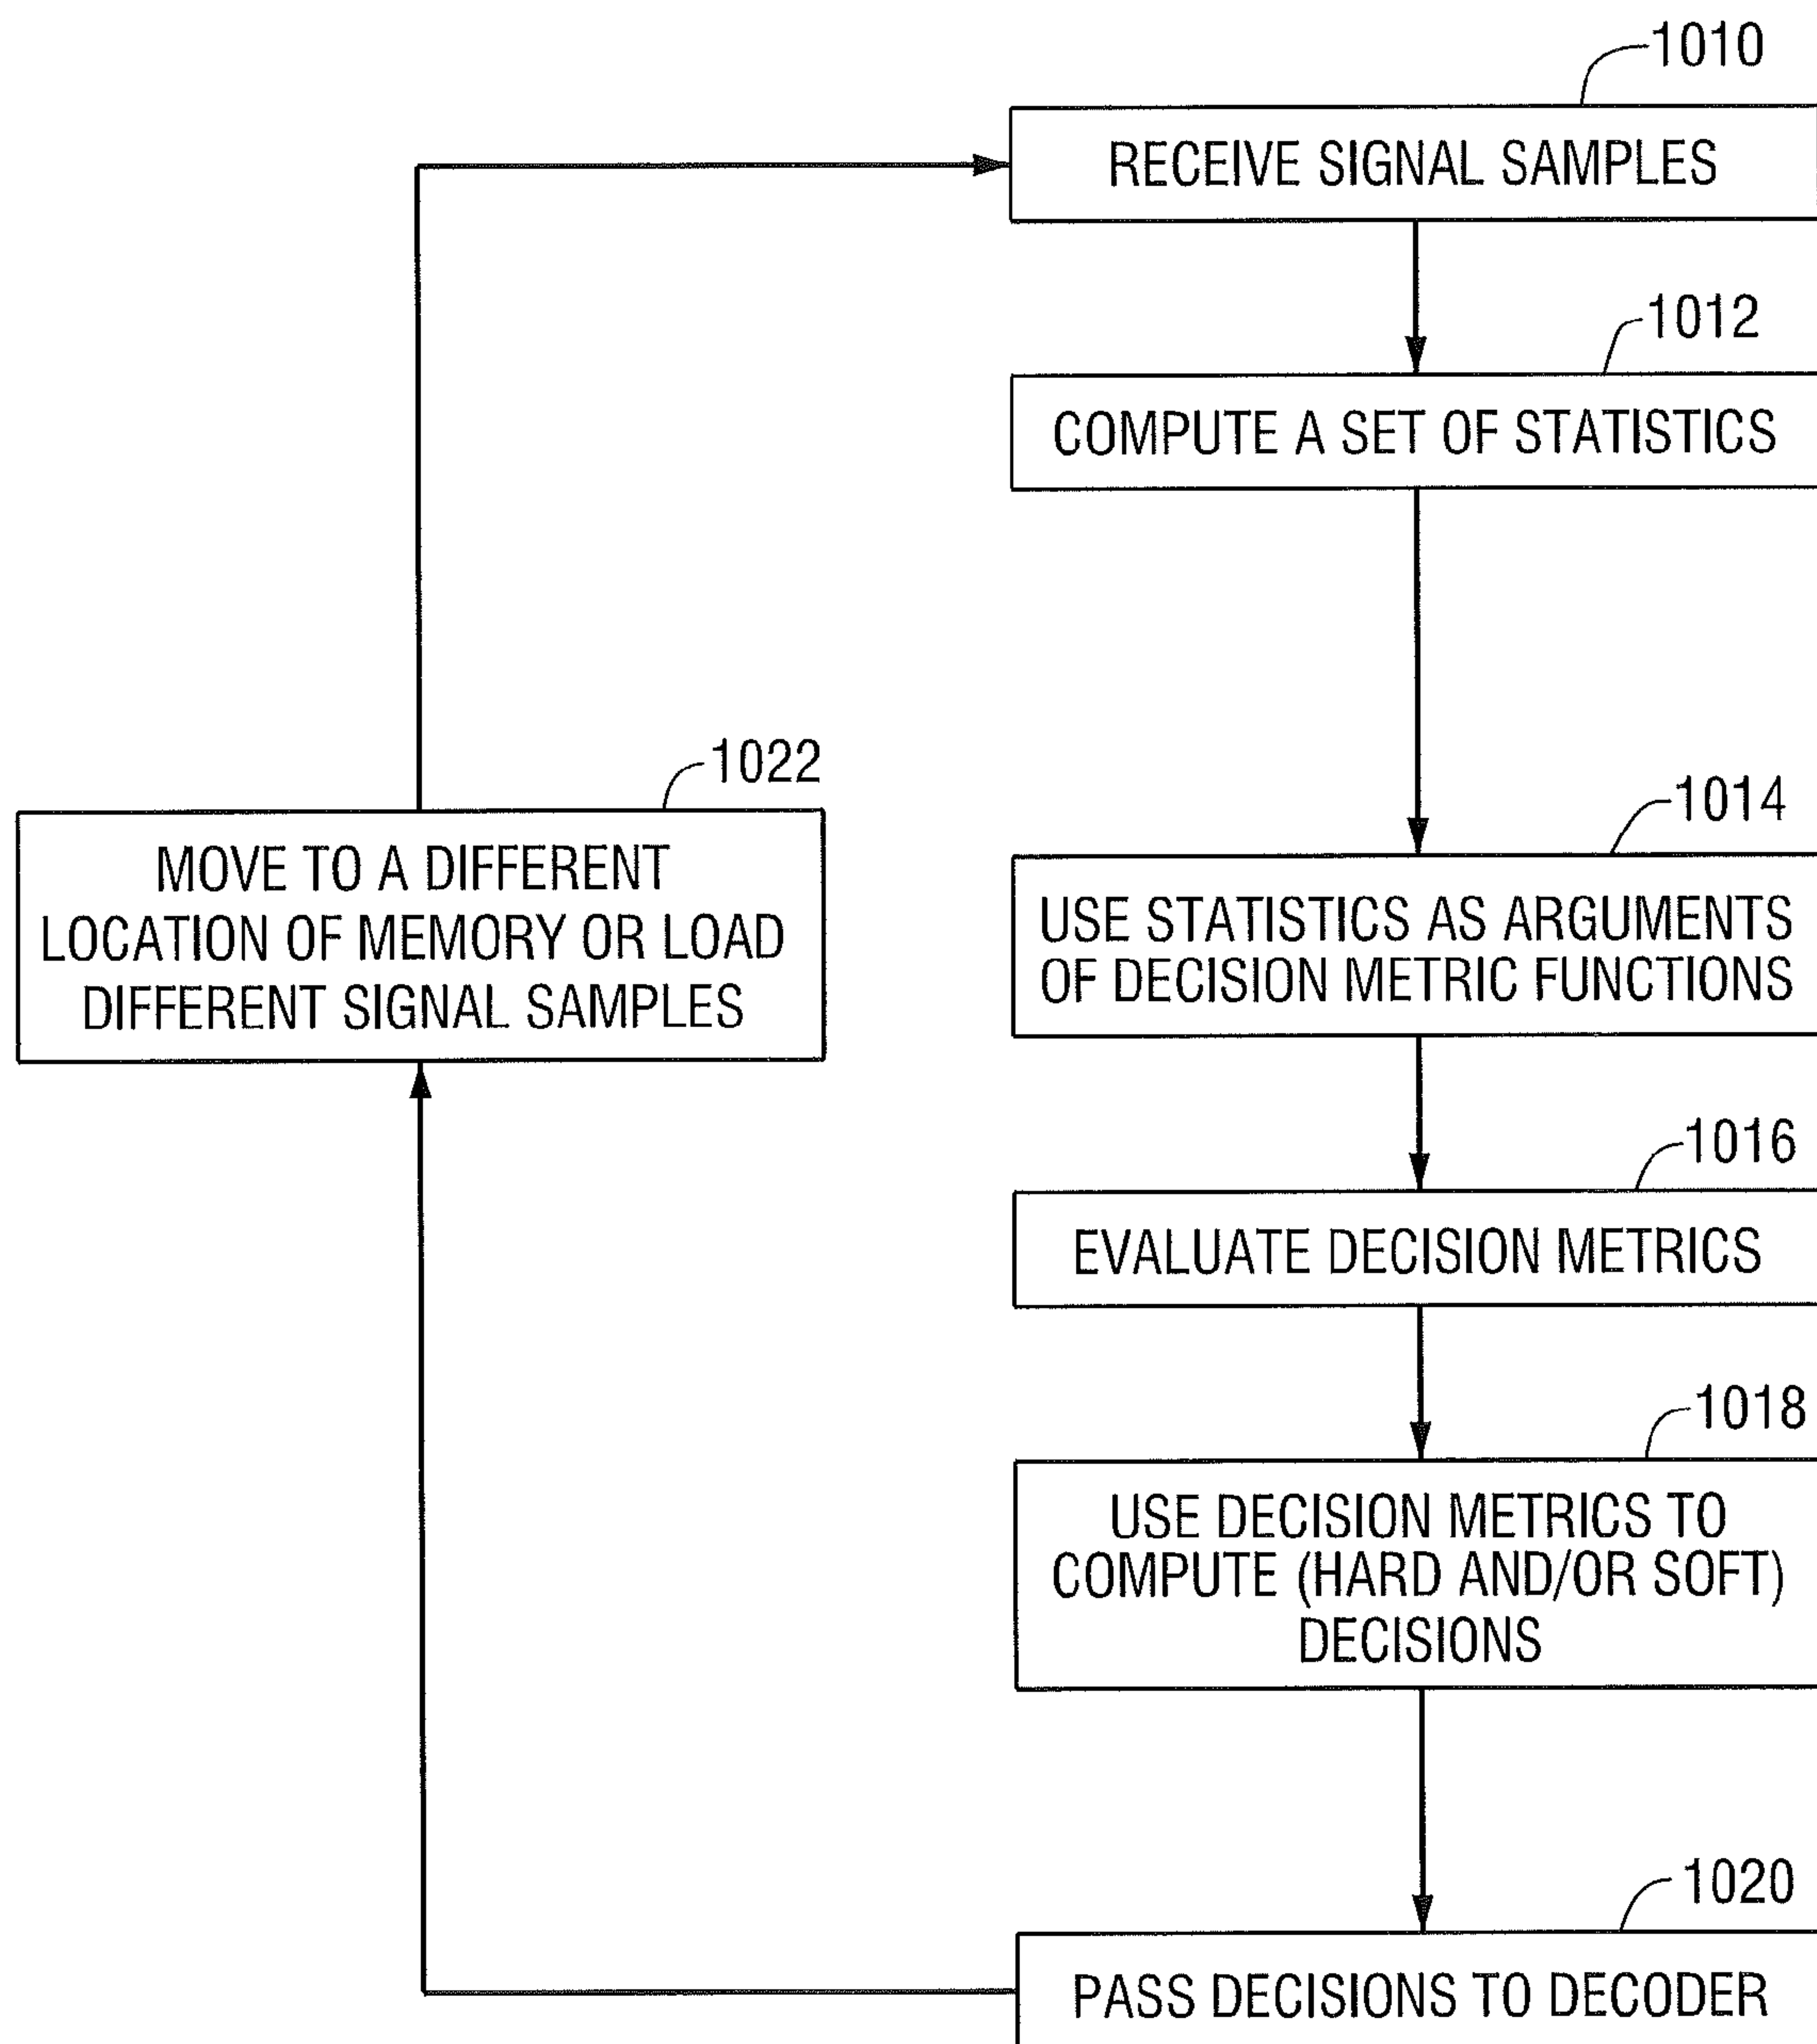 1010
RECEIVE SIGNAL SAMPLES
1012
COMPUTE A SET OF STATISTICS
1014
USE STATISTICS AS ARGUMENTS
OF DECISION METRIC FUNCTIONS
1016
EVALUATE DECISION METRICS
1018
USE DECISION METRICS TO
COMPUTE (HARD AND/OR SOFT)
DECISIONS
1020
PASS DECISIONS TO DECODER
1022
MOVE TO A DIFFERENT
LOCATION OF MEMORY OR LOAD
DIFFERENT SIGNAL SAMPLES